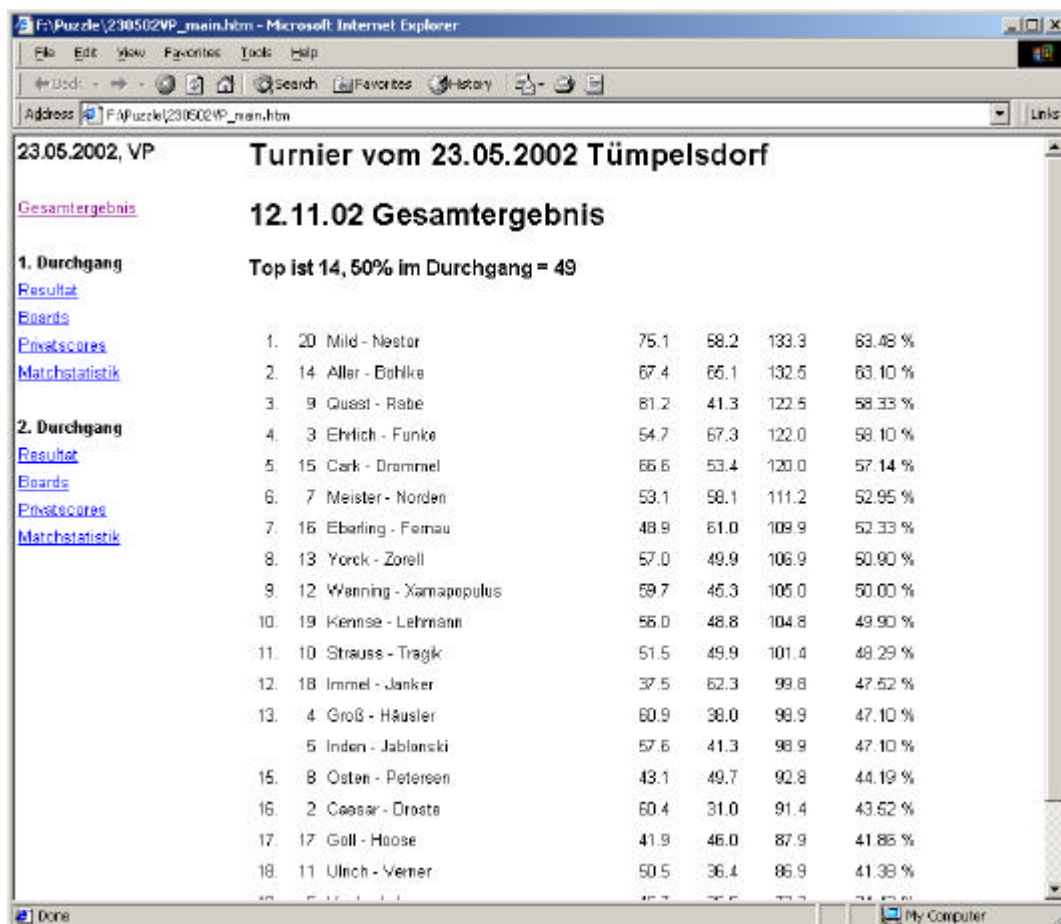 F:\Puzzle\230502VP_main.htm - Microsoft Internet Explorer
File Edit View Favorites Tools Help
Back Search Favorites History
Address F:\Puzzle\230502VP_main.htm Links
23.05.2002, VP
Gesamtergebnis
1. Durchgang
Resultat
Boards
Privatscores
Matchstatistik
2. Durchgang
Resultat
Boards
Privatscores
Matchstatistik
Turnier vom 23.05.2002 Tümpelsdorf
12.11.02 Gesamtergebnis
Top ist 14, 50% im Durchgang = 49
1. 20 Mild - Nestor 75.1 58.2 133.3 63.48 %
2. 14 Aller - Bohlke 67.4 65.1 132.5 63.10 %
3. 9 Quast - Rabe 81.2 41.3 122.5 58.33 %
4. 3 Ehrlich - Funke 54.7 67.3 122.0 58.10 %
5. 15 Cark - Drommel 66.6 53.4 120.0 57.14 %
6. 7 Meister - Norden 53.1 58.1 111.2 52.95 %
7. 16 Eberling - Fernau 48.9 61.0 109.9 52.33 %
8. 13 Yorck - Zorell 57.0 49.9 106.9 50.90 %
9. 12 Wenning - Xamapopulus 59.7 45.3 105.0 50.00 %
10. 19 Kennse - Lehmann 56.0 48.8 104.8 49.90 %
11. 10 Strauss - Tragik 51.5 49.9 101.4 48.29 %
12. 18 Immel - Janker 37.5 62.3 99.8 47.52 %
13. 4 Groß - Häusler 60.9 38.0 98.9 47.10 %
5 Inden - Jablonski 57.6 41.3 98.9 47.10 %
15. 8 Osten - Petersen 43.1 49.7 92.8 44.19 %
16. 2 Caesar - Droste 60.4 31.0 91.4 43.52 %
17. 17 Goll - Hoose 41.9 46.0 87.9 41.86 %
18. 11 Ulrich - Verner 50.5 36.4 86.9 41.38 %
Done My Computer